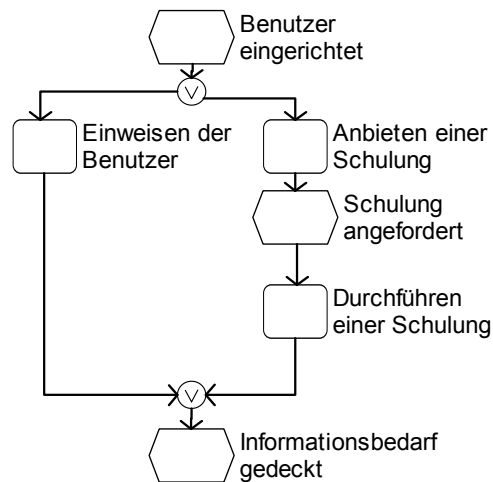 Benutzer
eingerichtet
V
Einweisen der
Benutzer
Anbieten einer
Schulung
Schulung
angefordert
Durchführen
einer Schulung
V
Informationsbedarf
gedeckt